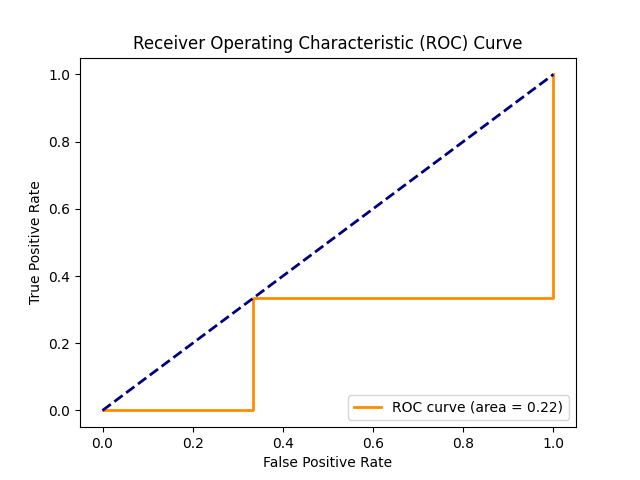 Receiver Operating Characteristic (ROC) Curve
1.0
0.8
0.6
0.4
0.2
0.0
True Positive Rate
ROC curve (area = 0.22)
0.0 0.2 0.4 0.6 0.8 1.0
False Positive Rate